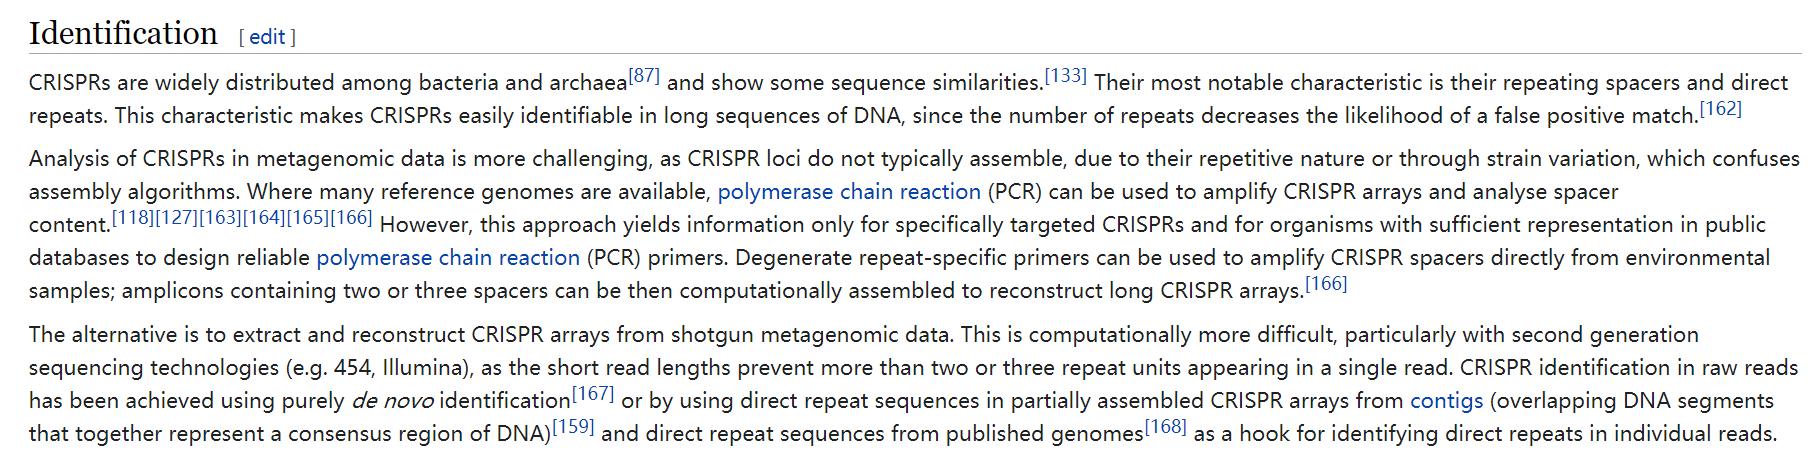 Identification [ edit ]
CRISPRs are widely distributed among bacteria and archaea[87] and show some sequence similarities.[133] Their most notable characteristic is their repeating spacers and direct
repeats. This characteristic makes CRISPRs easily identifiable in long sequences of DNA, since the number of repeats decreases the likelihood of a false positive match.[162]
Analysis of CRISPRs in metagenomic data is more challenging, as CRISPR loci do not typically assemble, due to their repetitive nature or through strain variation, which confuses
assembly algorithms. Where many reference genomes are available, polymerase chain reaction (PCR) can be used to amplify CRISPR arrays and analyse spacer
content.[118][127][163][164][165][166] However, this approach yields information only for specifically targeted CRISPRs and for organisms with sufficient representation in public
databases to design reliable polymerase chain reaction (PCR) primers. Degenerate repeat-specific primers can be used to amplify CRISPR spacers directly from environmental
samples; amplicons containing two or three spacers can be then computationally assembled to reconstruct long CRISPR arrays.[166]
The alternative is to extract and reconstruct CRISPR arrays from shotgun metagenomic data. This is computationally more difficult, particularly with second generation
sequencing technologies (e.g. 454, Illumina), as the short read lengths prevent more than two or three repeat units appearing in a single read. CRISPR identification in raw reads
has been achieved using purely de novo identification[167] or by using direct repeat sequences in partially assembled CRISPR arrays from contigs (overlapping DNA segments
that together represent a consensus region of DNA)[159] and direct repeat sequences from published genomes[168] as a hook for identifying direct repeats in individual reads.